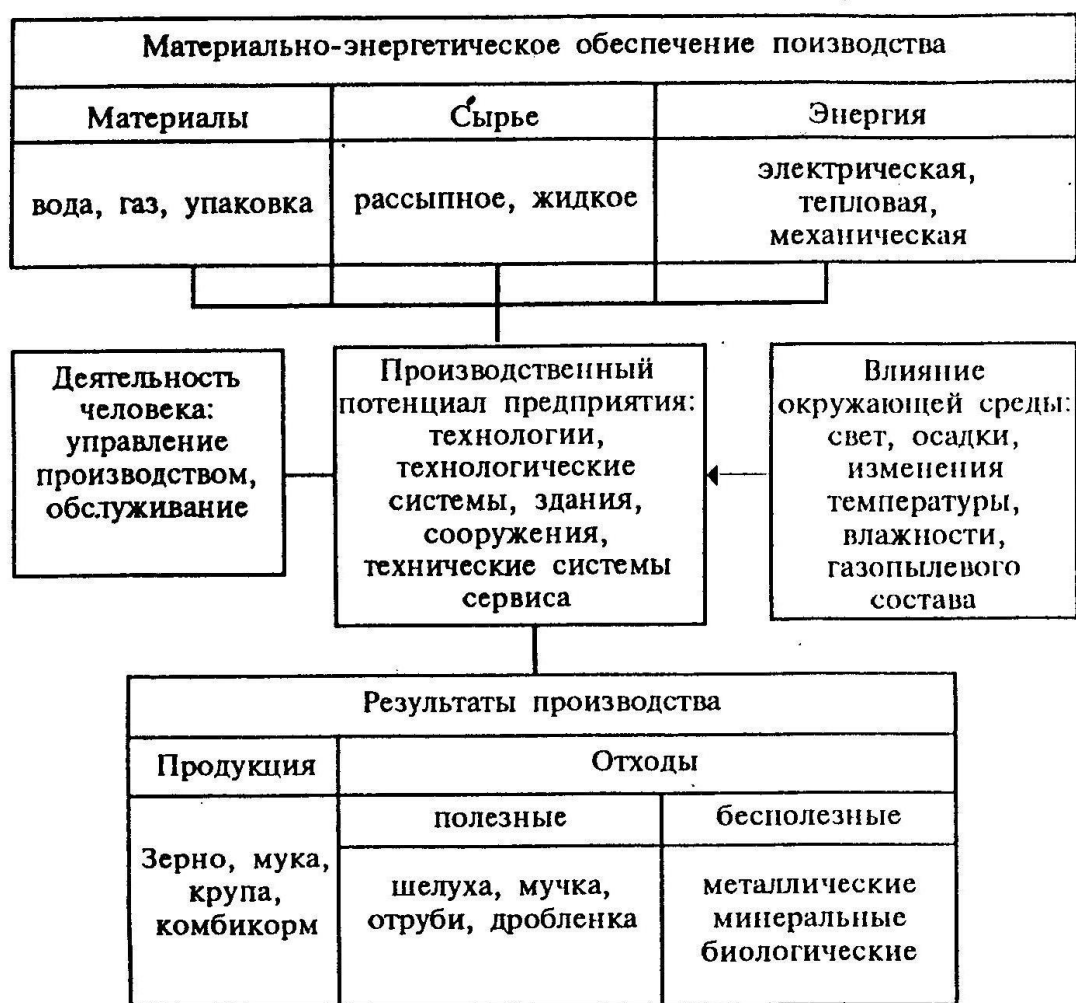 Материально-энергетическое обеспечение поизводства
Материалы
Сырье
Энергия
вода, газ, упаковка
рассыпное, жидкое
электрическая,
тепловая,
механическая
Деятельность
человека:
управление
производством,
обслуживание
Производственный
потенциал предприятия:
технологии,
технологические
системы, здания,
сооружения,
технические системы
сервиса
Влияние
окружающей среды:
свет, осадки,
изменения
температуры,
влажности,
газопылевого
состава
Результаты производства
Продукция
Отходы
полезные
бесполезные
Зерно, мука,
крупа,
комбикорм
шелуха, мучка,
отруби, дробленка
металлические
минеральные
биологические